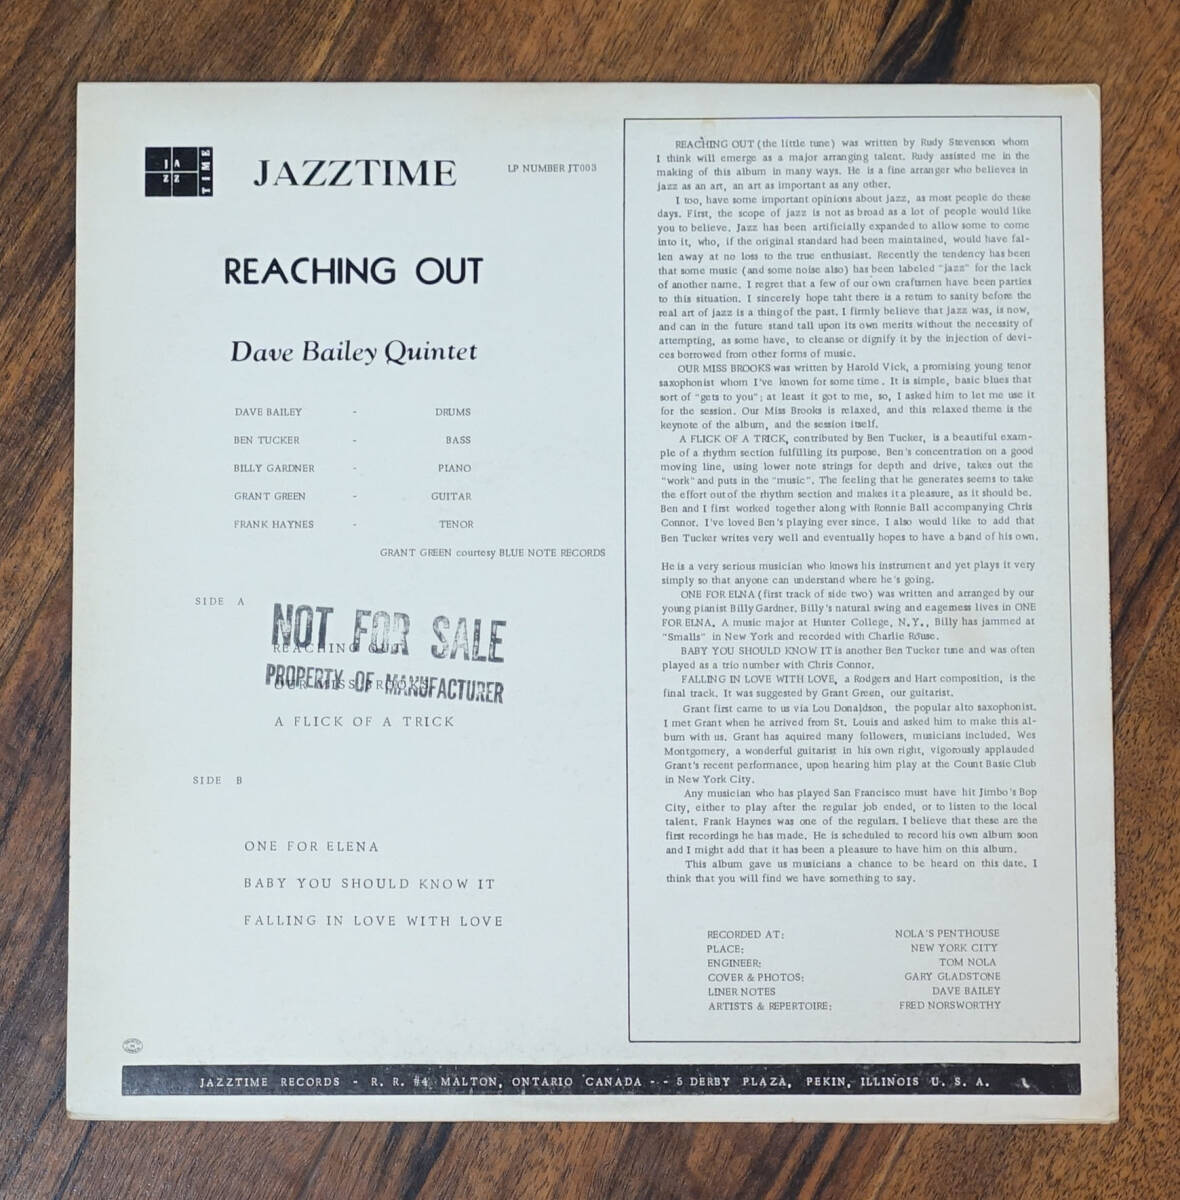 JAZZ TIME
JAZZTIME
LP NUMBER JT003
REACHING OUT
Dave Bailey Quintet
DAVE BAILEY - DRUMS
BEN TUCKER - BASS
BILLY GARDNER - PIANO
GRANT GREEN - GUITAR
FRANK HAYNES - TENOR
GRANT GREEN courtesy BLUE NOTE RECORDS
SIDE A
NOT FOR SALE
REACHING OUT
PROPERTY OF MANUFACTURER
OUR MISS BROOKS
A FLICK OF A TRICK
SIDE B
ONE FOR ELENA
BABY YOU SHOULD KNOW IT
FALLING IN LOVE WITH LOVE
REACHING OUT (the little tune) was written by Rudy Stevenson whom
I think will emerge as a major arranging talent. Rudy assisted me in the
making of this album in many ways. He is a fine arranger who believes in
jazz as an art, an art as important as any other.
I too, have some important opinions about jazz, as most people do these
days. First, the scope of jazz is not as broad as a lot of people would like
you to believe. Jazz has been artificially expanded to allow some to come
into it, who, if the original standard had been maintained, would have fal-
len away at no loss to the true enthusiast. Recently the tendency has been
that some music (and some noise also) has been labeled "jazz" for the lack
of another name. I regret that a few of our own craftsmen have been parties
to this situation. I sincerely hope taht there is a return to sanity before the
real art of jazz is a thing of the past. I firmly believe that jazz was, is now,
and can in the future stand tall upon its own merits without the necessity of
attempting, as some have, to cleanse or dignify it by the injection of devi-
ces borrowed from other forms of music.
OUR MISS BROOKS was written by Harold Vick, a promising young tenor
saxophonist whom I've known for some time. It is simple, basic blues that
sort of "gets to you"; at least it got to me, so, I asked him to let me use it
for the session. Our Miss Brooks is relaxed, and this relaxed theme is the
keynote of the album, and the session itself.
A FLICK OF A TRICK, contributed by Ben Tucker, is a beautiful exam-
ple of a rhythm section fulfilling its purpose. Ben's concentration on a good
moving line, using lower note strings for depth and drive, takes out the
"work" and puts in the "music". The feeling that he generates seems to take
the effort out of the rhythm section and makes it a pleasure, as it should be.
Ben and I first worked together along with Ronnie Ball accompanying Chris
Connor. I've loved Ben's playing ever since. I also would like to add that
Ben Tucker writes very well and eventually hopes to have a band of his own.
He is a very serious musician who knows his instrument and yet plays it very
simply so that anyone can understand where he's going.
ONE FOR ELNA (first track of side two) was written and arranged by our
young pianist Billy Gardner. Billy's natural swing and eagerness lives in ONE
FOR ELNA. A music major at Hunter College, N.Y., Billy has jammed at
"Smalls" in New York and recorded with Charlie Rouse.
BABY YOU SHOULD KNOW IT is another Ben Tucker tune and was often
played as a trio number with Chris Connor.
FALLING IN LOVE WITH LOVE, a Rodgers and Hart composition, is the
final track. It was suggested by Grant Green, our guitarist.
Grant first came to us via Lou Donaldson, the popular alto saxophonist.
I met Grant when he arrived from St. Louis and asked him to make this al-
bum with us. Grant has aquired many followers, musicians included. Wes
Montgomery, a wonderful guitarist in his own right, vigorously applauded
Grant's recent performance, upon hearing him play at the Count Basie Club
in New York City.
Any musician who has played San Francisco must have hit Jimbo's Bop
City, either to play after the regular job ended, or to listen to the local
talent. Frank Haynes was one of the regulars. I believe that these are the
first recordings he has made. He is scheduled to record his own album soon
and I might add that it has been a pleasure to have him on this album.
This album gave us musicians a chance to be heard on this date. I
think that you will find we have something to say.
RECORDED AT: NOLA'S PENTHOUSE
PLACE: NEW YORK CITY
ENGINEER: TOM NOLA
COVER & PHOTOS: GARY GLADSTONE
LINER NOTES DAVE BAILEY
ARTISTS & REPERTOIRE: FRED NORSWORTHY
JAZZTIME RECORDS - R. R. #4 MALTON, ONTARIO CANADA - - 5 DERBY PLAZA, PEKIN, ILLINOIS U. S. A.